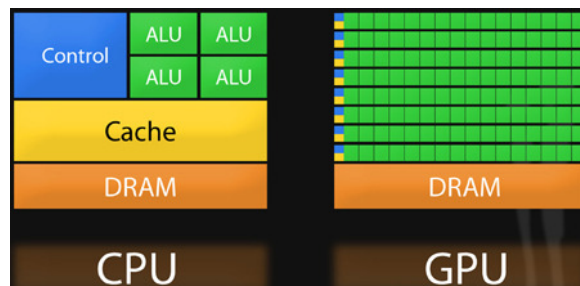 Control ALU ALU
ALU ALU
Cache
DRAM DRAM
CPU GPU